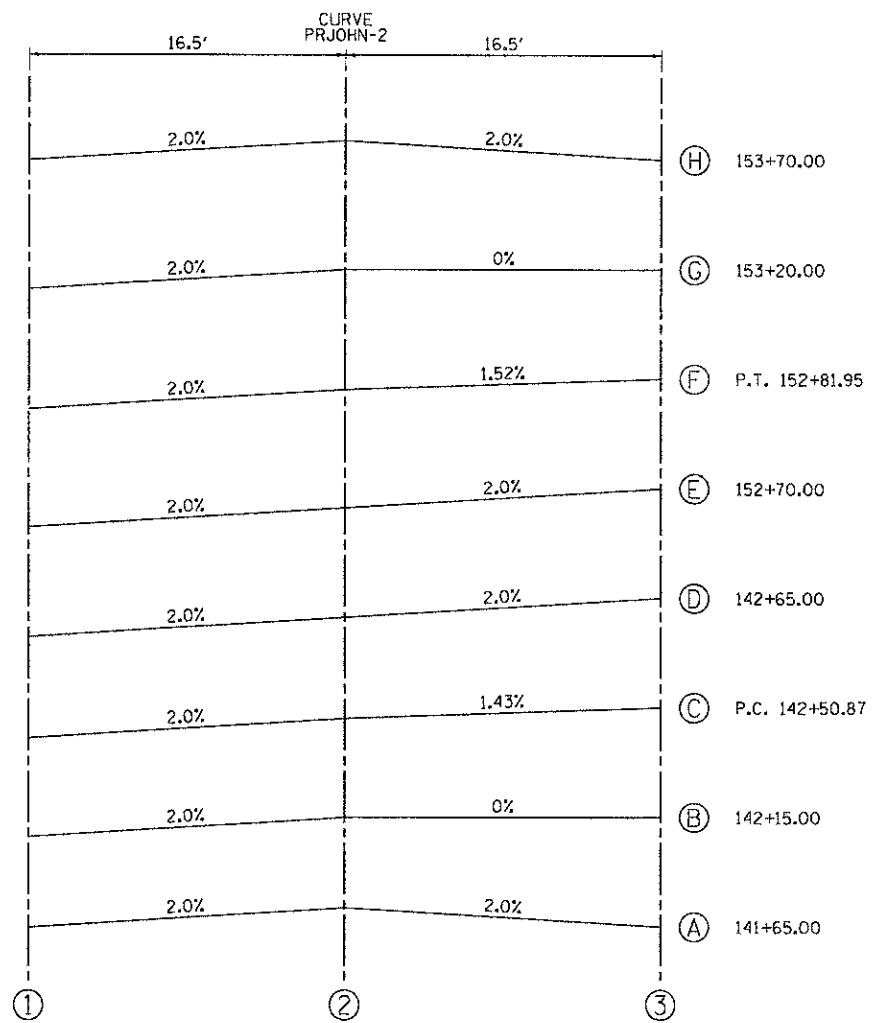 CURVE
PRJOHN-2
16.5' 16.5'
2.0% 2.0% H 153+70.00
2.0% 0% G 153+20.00
2.0% 1.52% F P.T. 152+81.95
2.0% 2.0% E 152+70.00
2.0% 2.0% D 142+65.00
2.0% 1.43% C P.C. 142+50.87
2.0% 0% B 142+15.00
2.0% 2.0% A 141+65.00
1 2 3